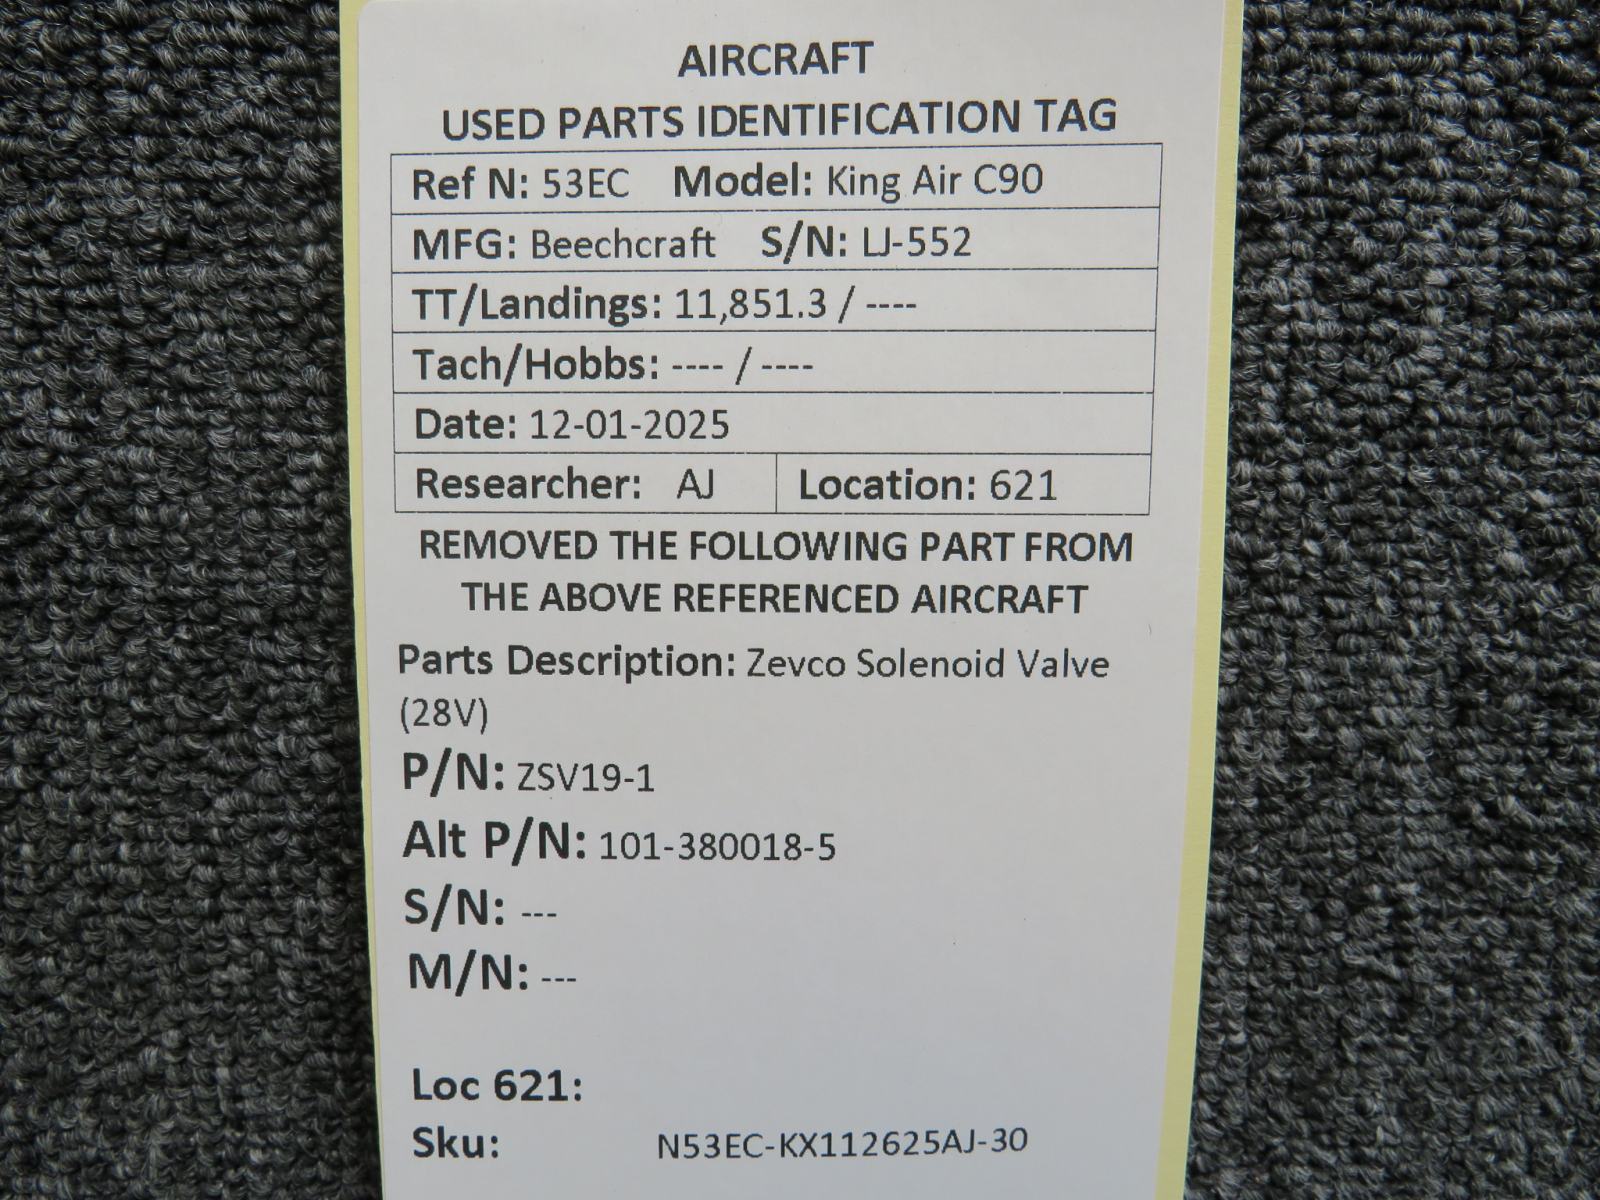 AIRCRAFT
USED PARTS IDENTIFICATION TAG
Ref N: 53EC Model: King Air C90
MFG: Beechcraft S/N: LJ-552
TT/Landings: 11,851.3 / ----
Tach/Hobbs: ---- / ----
Date: 12-01-2025
Researcher: AJ Location: 621
REMOVED THE FOLLOWING PART FROM
THE ABOVE REFERENCED AIRCRAFT
Parts Description: Zevco Solenoid Valve
(28V)
P/N: ZSV19-1
Alt P/N: 101-380018-5
S/N: ---
M/N: ---
Loc 621:
Sku: N53EC-KX112625AJ-30